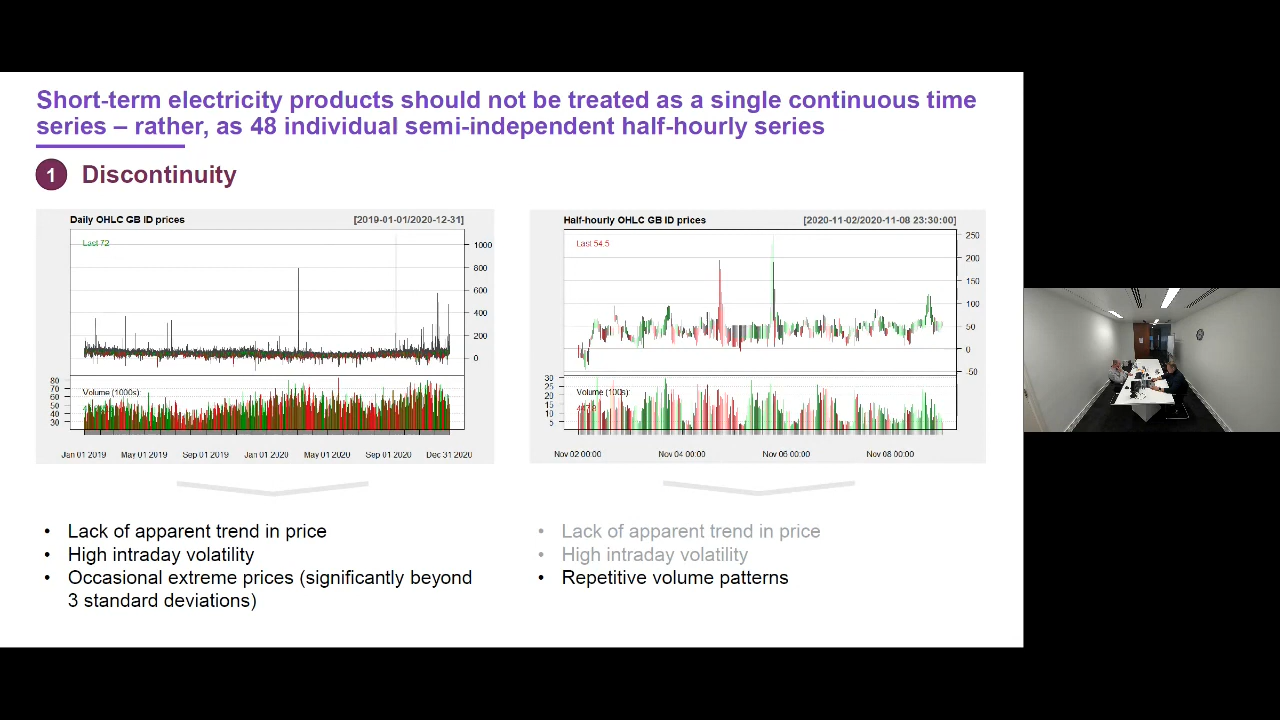 Short-term electricity products should not be treated as a single continuous time
series – rather, as 48 individual semi-independent half-hourly series
1 Discontinuity
Daily OHLC GB ID prices [2019-01-01/2020-12-31]
Last 72
1000
800
600
400
200
0
Volume (1000s):
80
70
60
50
40
30
Jan 01 2019 May 01 2019 Sep 01 2019 Jan 01 2020 May 01 2020 Sep 01 2020 Dec 31 2020
Half-hourly OHLC GB ID prices [2020-11-02/2020-11-08 23:30:00]
Last 54.5
250
200
150
100
50
0
-50
Volume (100s):
30
25
20
15
10
5
Nov 02 00:00 Nov 04 00:00 Nov 06 00:00 Nov 08 00:00
• Lack of apparent trend in price
• High intraday volatility
• Occasional extreme prices (significantly beyond
3 standard deviations)
• Lack of apparent trend in price
• High intraday volatility
• Repetitive volume patterns